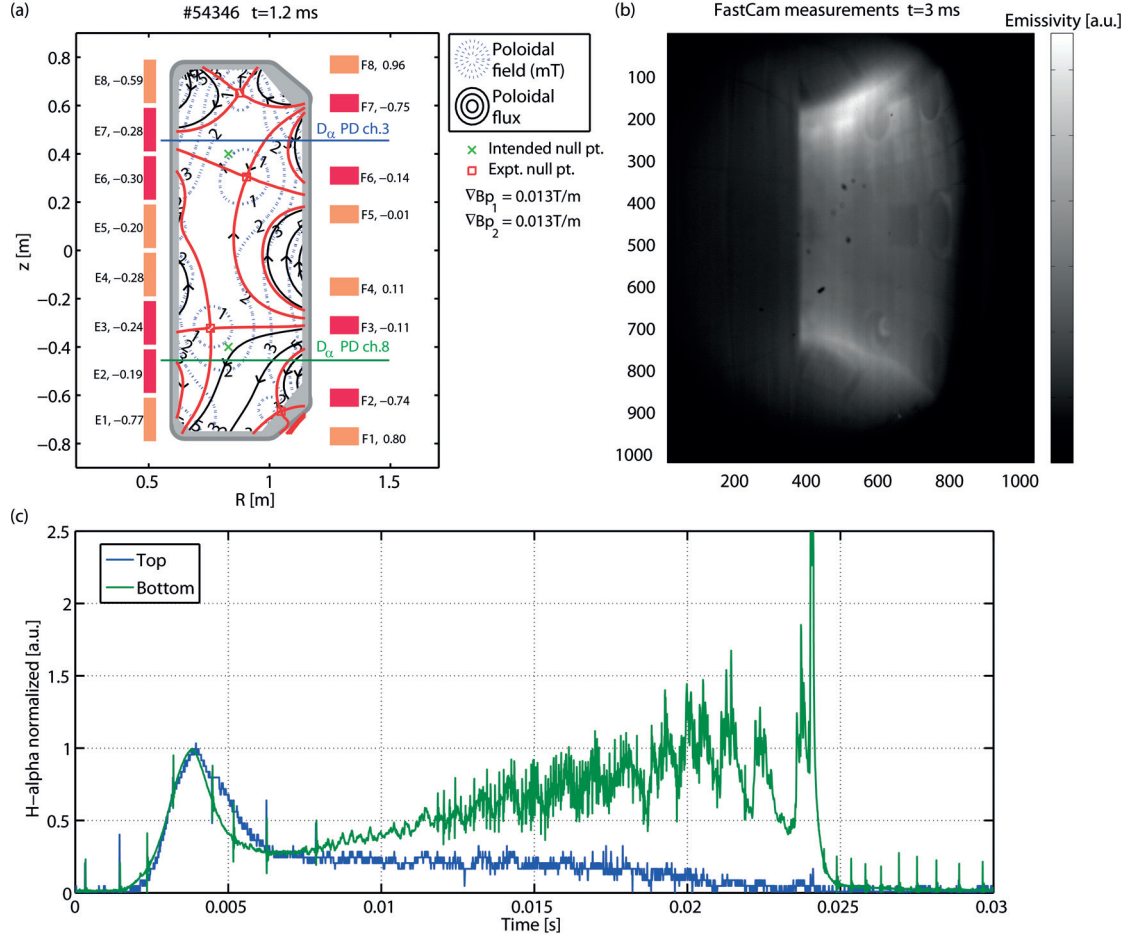 (a)
#54346 t=1.2 ms
0.8
0.6
0.4
0.2
0
−0.2
−0.4
−0.6
−0.8
z [m]
0.5
1
1.5
R [m]
E8, −0.59
E7, −0.28
E6, −0.30
E5, −0.20
E4, −0.28
E3, −0.24
E2, −0.19
E1, −0.77
F8, 0.96
F7, −0.75
Dα PD ch.3
F6, −0.14
F5, −0.01
F4, 0.11
F3, −0.11
Dα PD ch.8
F2, −0.74
F1, 0.80
Poloidal
field (mT)
Poloidal
flux
Intended null pt.
Expt. null pt.
∇Bp1 = 0.013T/m
∇Bp2 = 0.013T/m
(b)
FastCam measurements t=3 ms
Emissivity [a.u.]
100
200
300
400
500
600
700
800
900
1000
200
400
600
800
1000
(c)
2.5
2
1.5
1
0.5
0
H−alpha normalized [a.u.]
Top
Bottom
0
0.005
0.01
0.015
0.02
0.025
0.03
Time [s]